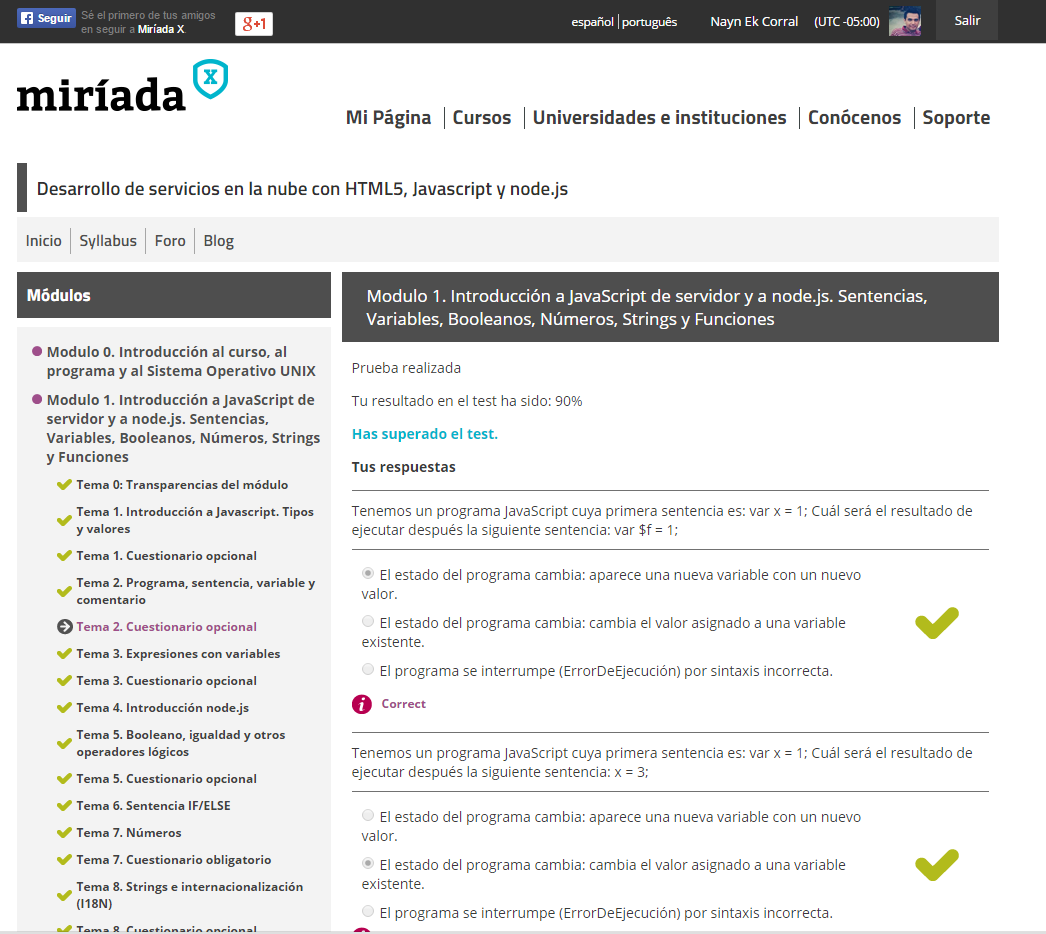 Seguir
Sé el primero de tus amigos
en seguir a Miríada X.
g+1
español
português
Nayn Ek Corral
(UTC -05:00)
Salir
miríada X
Mi Página
Cursos
Universidades e instituciones
Conócenos
Soporte
Desarrollo de servicios en la nube con HTML5, Javascript y node.js
Inicio
Syllabus
Foro
Blog
Módulos
Modulo 0. Introducción al curso, al
programa y al Sistema Operativo UNIX
Modulo 1. Introducción a JavaScript de
servidor y a node.js. Sentencias,
Variables, Booleanos, Números, Strings
y Funciones
Tema 0: Transparencias del módulo
Tema 1. Introducción a Javascript. Tipos
y valores
Tema 1. Cuestionario opcional
Tema 2. Programa, sentencia, variable y
comentario
Tema 2. Cuestionario opcional
Tema 3. Expresiones con variables
Tema 3. Cuestionario opcional
Tema 4. Introducción node.js
Tema 5. Booleano, igualdad y otros
operadores lógicos
Tema 5. Cuestionario opcional
Tema 6. Sentencia IF/ELSE
Tema 7. Números
Tema 7. Cuestionario obligatorio
Tema 8. Strings e internacionalización
(I18N)
Tema 8. Cuestionario opcional
Modulo 1. Introducción a JavaScript de servidor y a node.js. Sentencias,
Variables, Booleanos, Números, Strings y Funciones
Prueba realizada
Tu resultado en el test ha sido: 90%
Has superado el test.
Tus respuestas
Tenemos un programa JavaScript cuya primera sentencia es: var x = 1; Cuál será el resultado de
ejecutar después la siguiente sentencia: var $f = 1;
El estado del programa cambia: aparece una nueva variable con un nuevo
valor.
El estado del programa cambia: cambia el valor asignado a una variable
existente.
El programa se interrumpe (ErrorDeEjecución) por sintaxis incorrecta.
Correct
Tenemos un programa JavaScript cuya primera sentencia es: var x = 1; Cuál será el resultado de
ejecutar después la siguiente sentencia: x = 3;
El estado del programa cambia: aparece una nueva variable con un nuevo
valor.
El estado del programa cambia: cambia el valor asignado a una variable
existente.
El programa se interrumpe (ErrorDeEjecución) por sintaxis incorrecta.